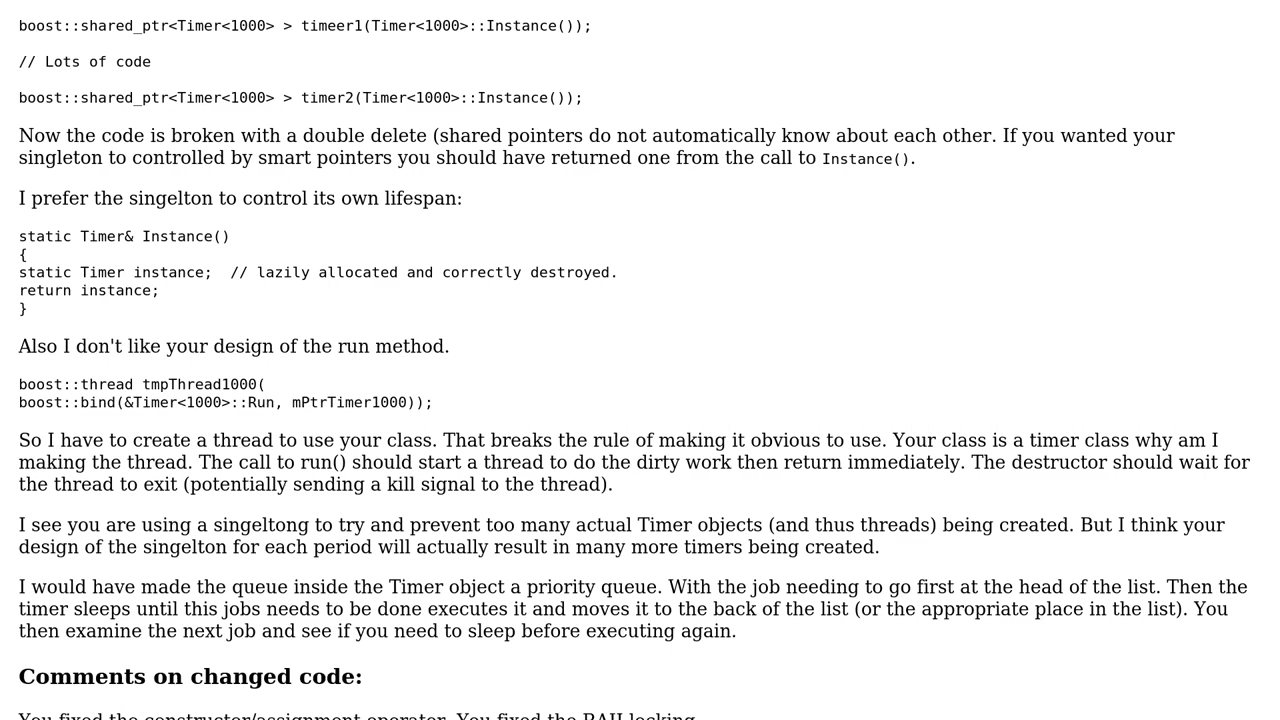 boost::shared_ptr<Timer<1000> > timeer1(Timer<1000>::Instance());
// Lots of code
boost::shared_ptr<Timer<1000> > timer2(Timer<1000>::Instance());
Now the code is broken with a double delete (shared pointers do not automatically know about each other. If you wanted your
singleton to controlled by smart pointers you should have returned one from the call to Instance().
I prefer the singelton to control its own lifespan:
static Timer& Instance()
{
static Timer instance;  // lazily allocated and correctly destroyed.
return instance;
}
Also I don't like your design of the run method.
boost::thread tmpThread1000(
boost::bind(&Timer<1000>::Run, mPtrTimer1000));
So I have to create a thread to use your class. That breaks the rule of making it obvious to use. Your class is a timer class why am I
making the thread. The call to run() should start a thread to do the dirty work then return immediately. The destructor should wait for
the thread to exit (potentially sending a kill signal to the thread).
I see you are using a singeltong to try and prevent too many actual Timer objects (and thus threads) being created. But I think your
design of the singelton for each period will actually result in many more timers being created.
I would have made the queue inside the Timer object a priority queue. With the job needing to go first at the head of the list. Then the
timer sleeps until this jobs needs to be done executes it and moves it to the back of the list (or the appropriate place in the list). You
then examine the next job and see if you need to sleep before executing again.
Comments on changed code:
You fixed the constructor/assignment operator. You fixed the RAII locking.